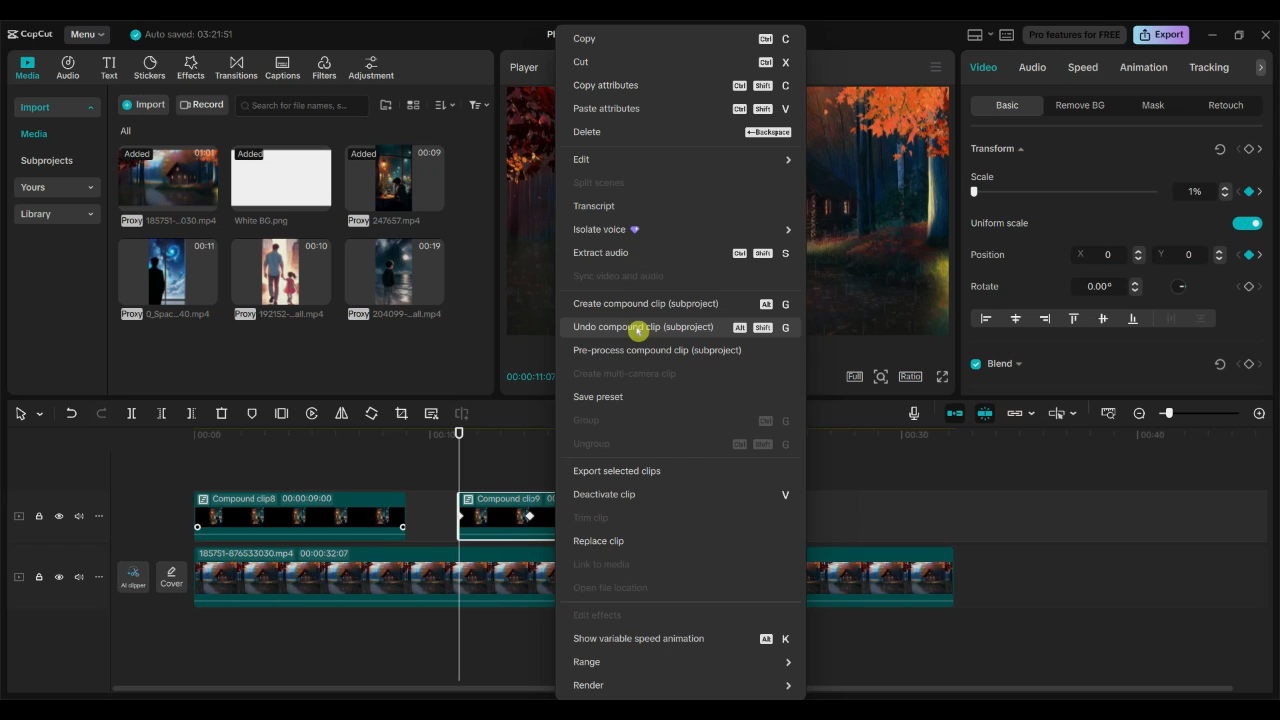 CapCut
Menu
Auto saved: 03:21:51
Pl
Pro features for FREE
Export
Media
Audio
Text
Stickers
Effects
Transitions
Captions
Filters
Adjustment
Import
Media
Subprojects
Yours
Library
Import
Record
Search for file names, s...
All
Added
01:01
Proxy
185751-...030.mp4
Added
White BG.png
Added
00:09
Proxy
247657.mp4
00:11
Proxy
0_Spac...40.mp4
00:10
Proxy
192152-...all.mp4
00:19
Proxy
204099-...all.mp4
Player
00:00:11:07
Full
Ratio
Copy Ctrl C
Cut Ctrl X
Copy attributes Ctrl Shift C
Paste attributes Ctrl Shift V
Delete ←Backspace
Edit
Split scenes
Transcript
Isolate voice
Extract audio Ctrl Shift S
Sync video and audio
Create compound clip (subproject) Alt G
Undo compound clip (subproject) Alt Shift G
Pre-process compound clip (subproject)
Create multi-camera clip
Save preset
Group Ctrl G
Ungroup Ctrl Shift G
Export selected clips
Deactivate clip V
Trim clip
Replace clip
Link to media
Open file location
Edit effects
Show variable speed animation Alt K
Range
Render
Video
Audio
Speed
Animation
Tracking
Basic
Remove BG
Mask
Retouch
Transform
Scale
1%
Uniform scale
Position X 0 Y 0
Rotate 0.00°
Blend
00:00
00:30
00:40
Compound clip8 00:00:09:00
Compound clip9
185751-876533030.mp4 00:00:32:07
AI clipper
Cover